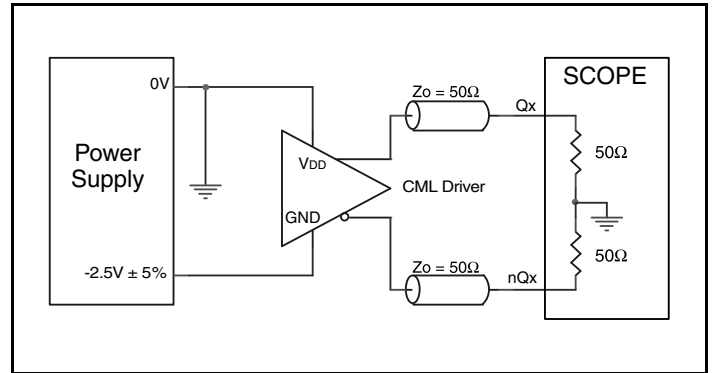 SCOPE
0V
Zo = 50Ω
Qx
Power
Supply
VDD
50Ω
CML Driver
GND
50Ω
-2.5V ± 5%
Zo = 50Ω
nQx